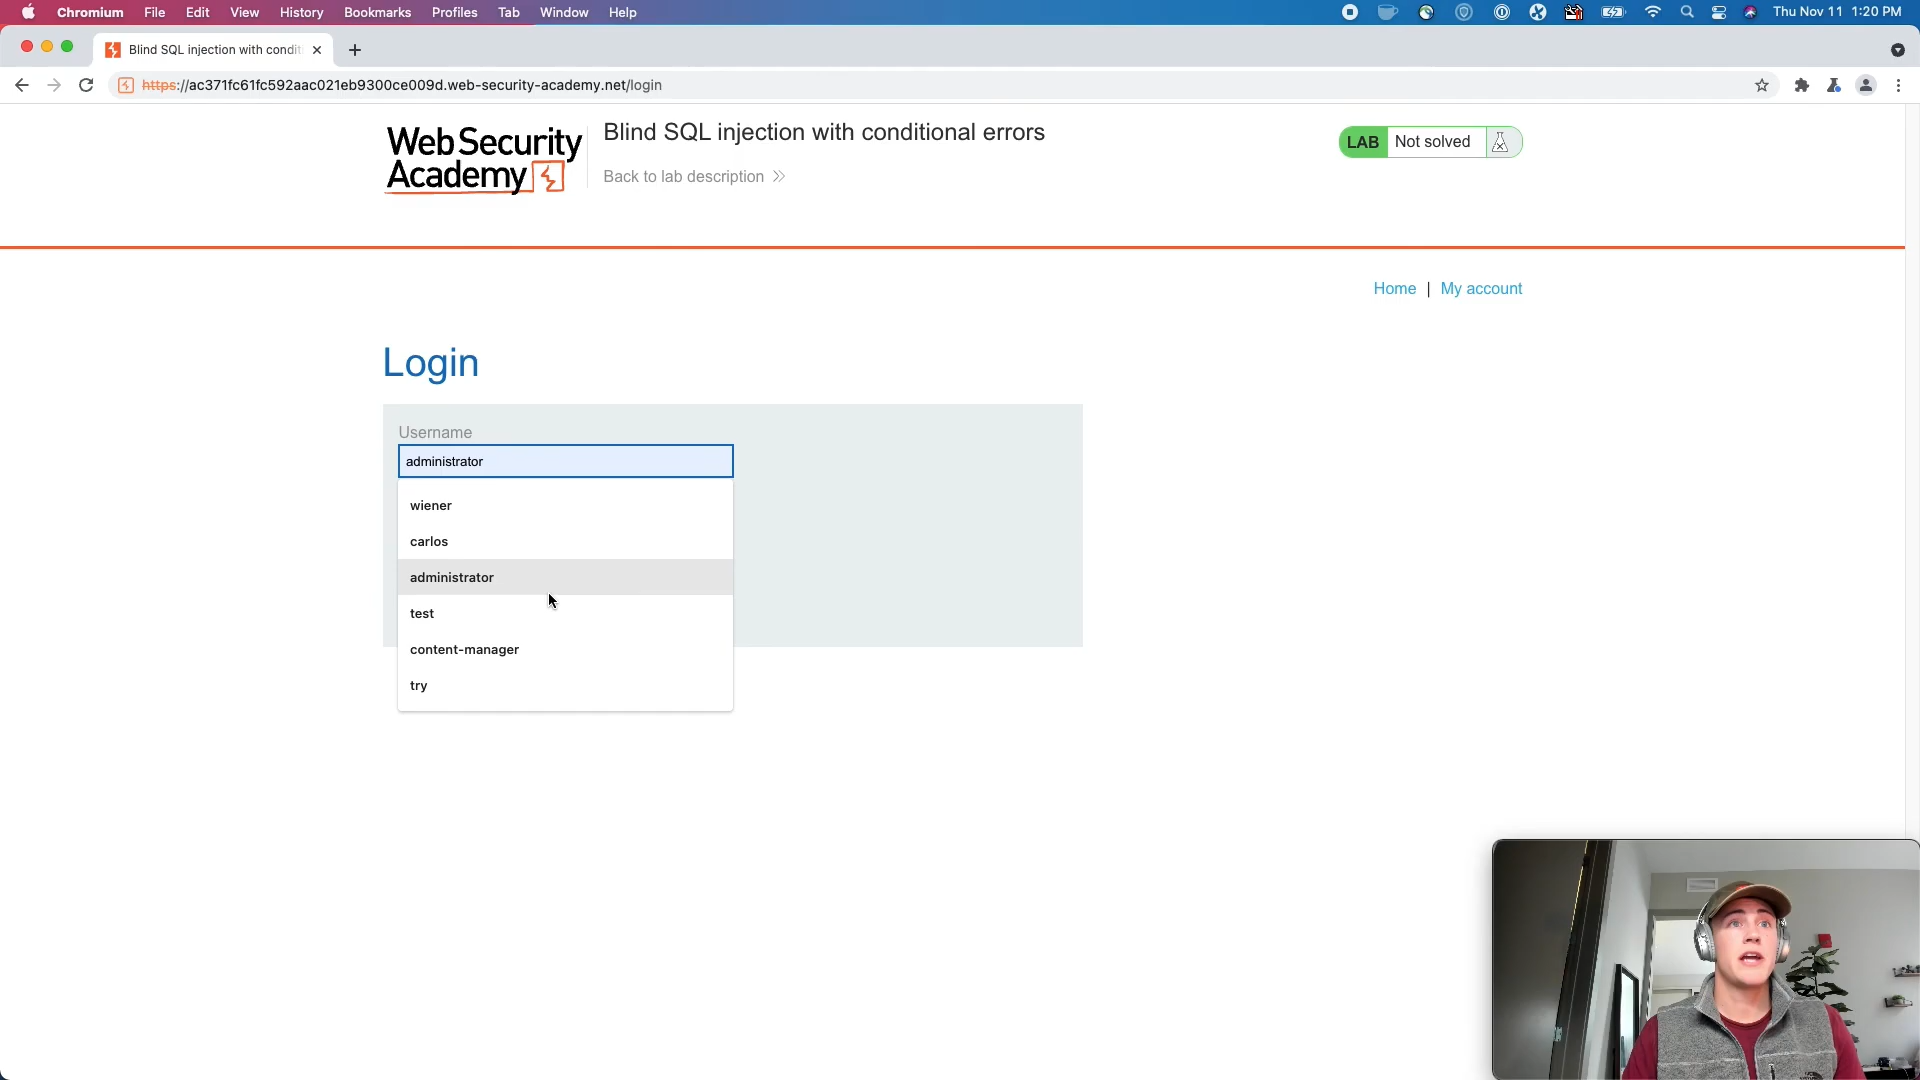 Chromium File Edit View History Bookmarks Profiles Tab Window Help Thu Nov 11 1:20 PM
Blind SQL injection with condit
https://ac371fc61fc592aac021eb9300ce009d.web-security-academy.net/login
Web Security
Academy
Blind SQL injection with conditional errors
Back to lab description
LAB Not solved
Home | My account
Login
Username
administrator
wiener
carlos
administrator
test
content-manager
try